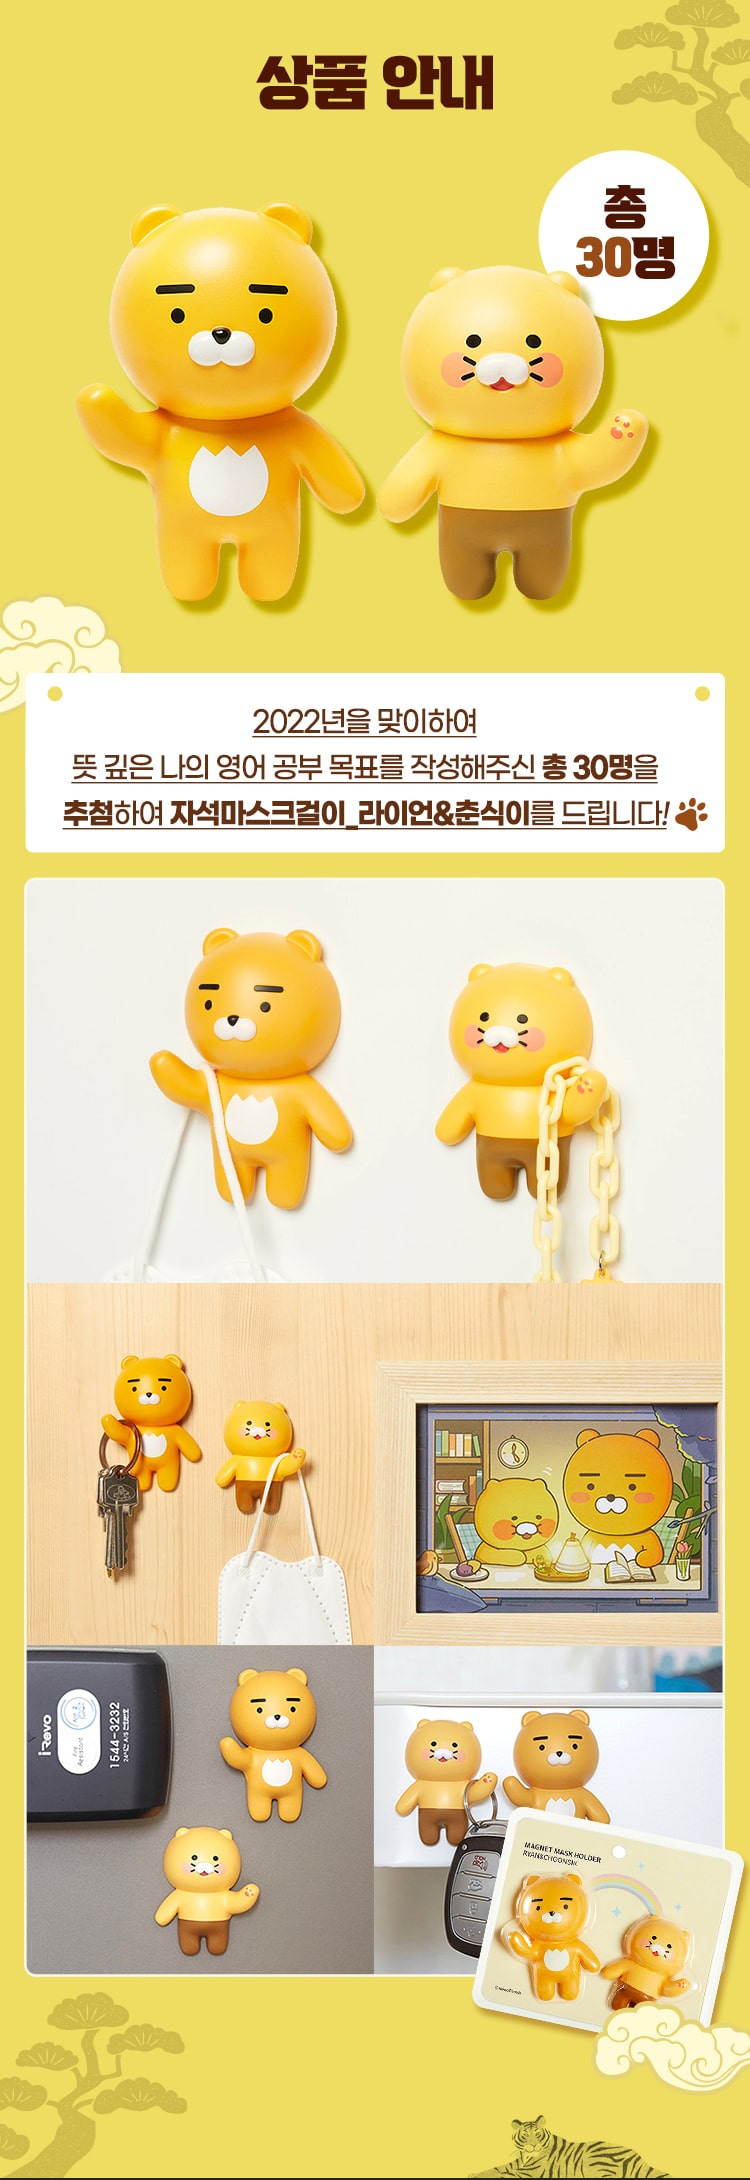 상품 안내
총
30명
2022년을 맞이하여
뜻 깊은 나의 영어 공부 목표를 작성해주신 총 30명을
추첨하여 자석마스크걸이_라이언&춘식이를 드립니다!
iRevo
Fire
Resistant
1544-3232
MAGNET MASK HOLDER
RYAN&CHOONSIK